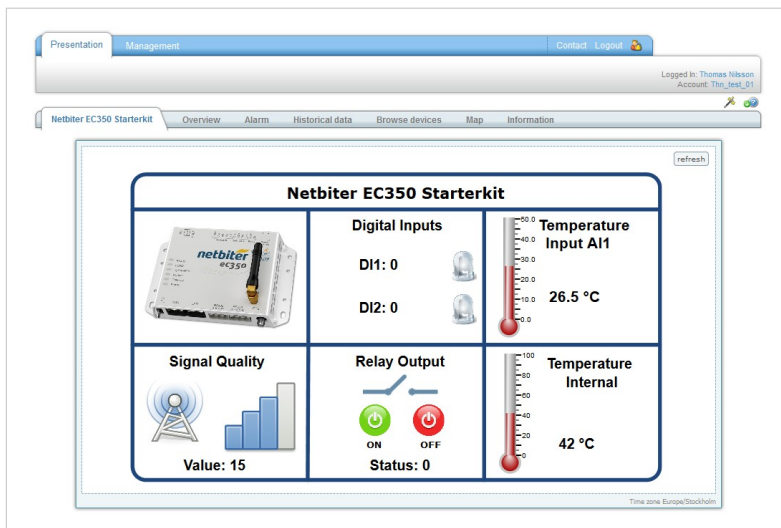 Presentation
Management
Contact Logout
Logged In: Thomas Nilsson
Account: Thn_test_01
Netbiter EC350 Starterkit
Overview
Alarm
Historical data
Browse devices
Map
Information
refresh
Netbiter EC350 Starterkit
netbiter
ec350
Digital Inputs
DI1: 0
DI2: 0
50.0
40.0
30.0
20.0
10.0
0.0
Temperature
Input AI1
26.5 °C
Signal Quality
Value: 15
Relay Output
ON
OFF
Status: 0
100
80
60
40
20
0
Temperature
Internal
42 °C
Time zone Europe/Stockholm